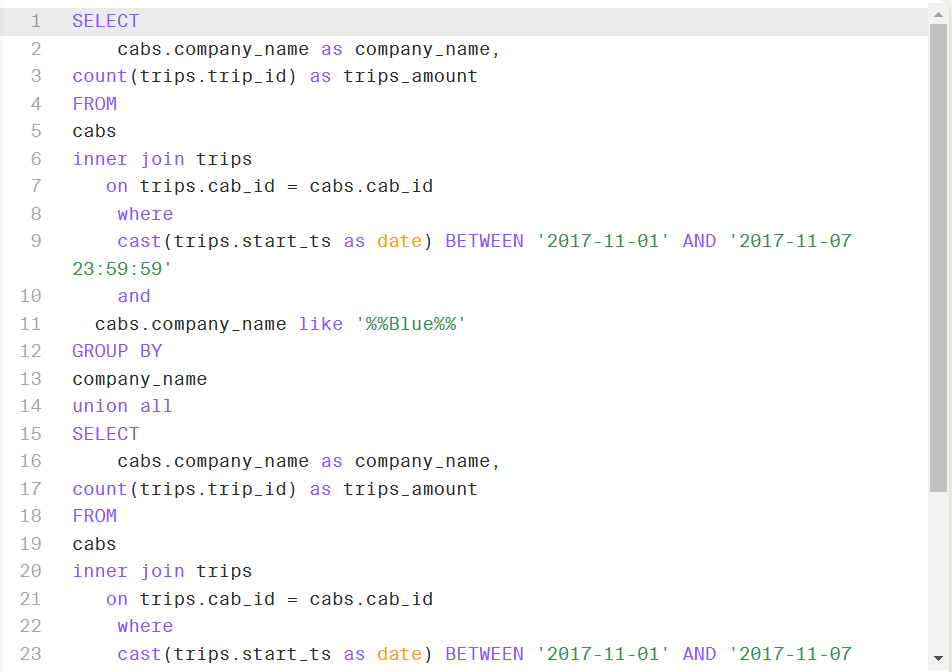 1 SELECT
2 cabs.company_name as company_name,
3 count(trips.trip_id) as trips_amount
4 FROM
5 cabs
6 inner join trips
7 on trips.cab_id = cabs.cab_id
8 where
9 cast(trips.start_ts as date) BETWEEN '2017-11-01' AND '2017-11-07
23:59:59'
10 and
11 cabs.company_name like '%%Blue%%'
12 GROUP BY
13 company_name
14 union all
15 SELECT
16 cabs.company_name as company_name,
17 count(trips.trip_id) as trips_amount
18 FROM
19 cabs
20 inner join trips
21 on trips.cab_id = cabs.cab_id
22 where
23 cast(trips.start_ts as date) BETWEEN '2017-11-01' AND '2017-11-07